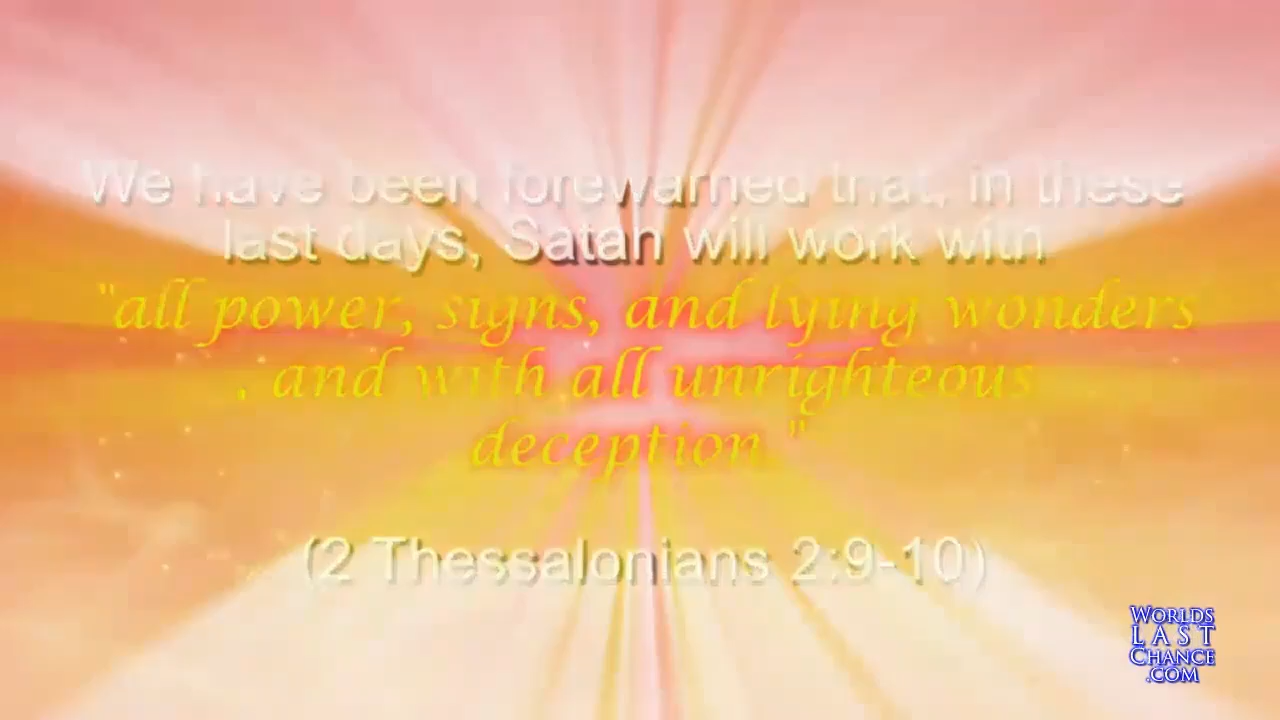 We have been forewarned that, in these
last days, Satan will work with
"all power, signs, and lying wonders
, and with all unrighteous
deception."
(2 Thessalonians 2:9-10)
WORLDS
LAST
CHANCE
.COM